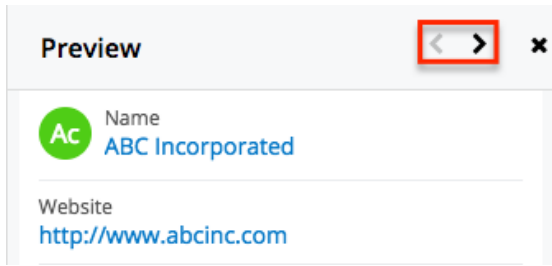 Preview
Ac
Name
ABC Incorporated
Website
http://www.abcinc.com